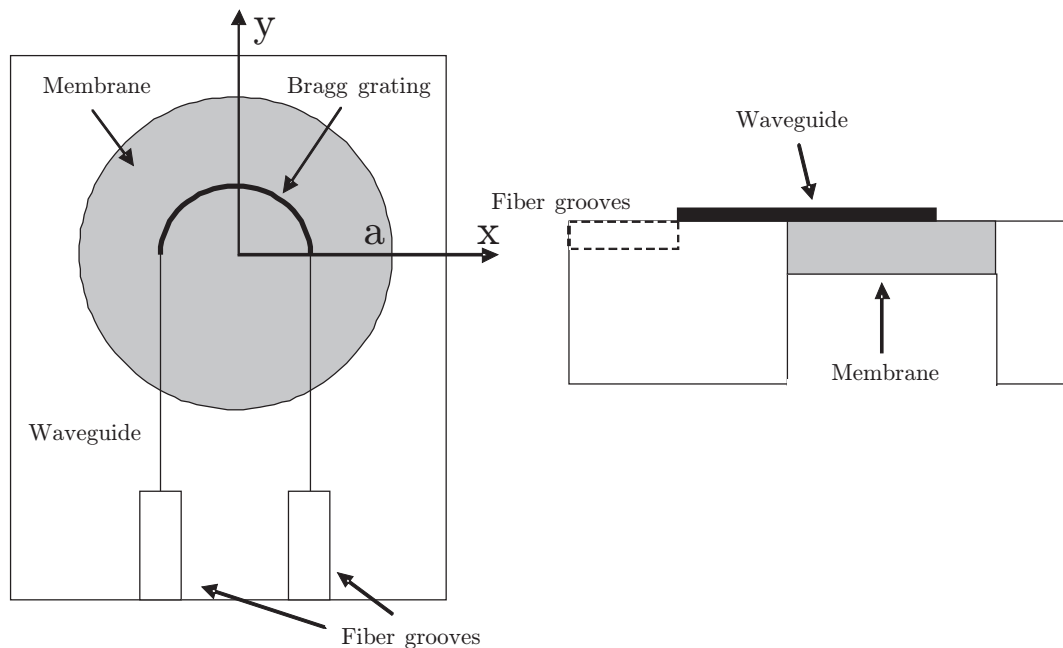 y
Membrane
Bragg grating
a
x
Waveguide
Fiber grooves
Waveguide
Fiber grooves
Membrane